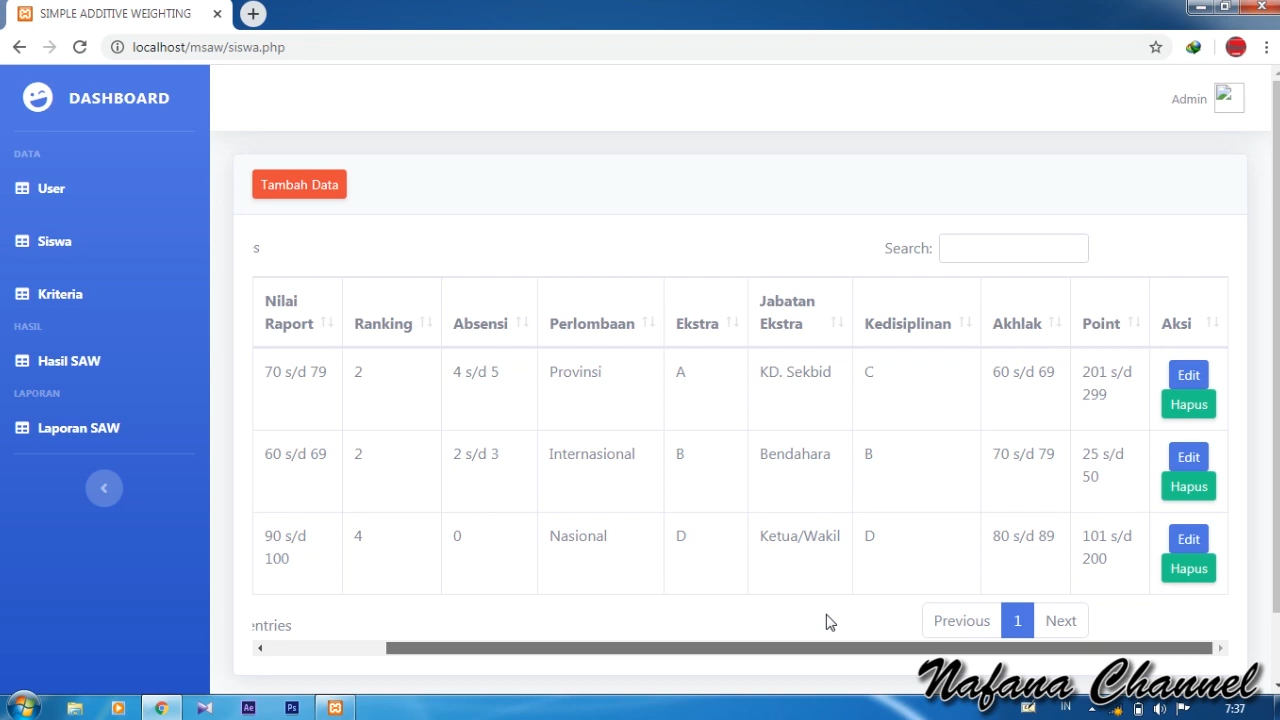 SIMPLE ADDITIVE WEIGHTING
localhost/msaw/siswa.php
DASHBOARD
Admin
DATA
User
Siswa
Kriteria
HASIL
Hasil SAW
LAPORAN
Laporan SAW
Tambah Data
s
Search:
Nilai Raport Ranking Absensi Perlombaan Ekstra Jabatan Ekstra Kedisiplinan Akhlak Point Aksi
70 s/d 79 2 4 s/d 5 Provinsi A KD. Sekbid C 60 s/d 69 201 s/d 299 Edit Hapus
60 s/d 69 2 2 s/d 3 Internasional B Bendahara B 70 s/d 79 25 s/d 50 Edit Hapus
90 s/d 100 4 0 Nasional D Ketua/Wakil D 80 s/d 89 101 s/d 200 Edit Hapus
entries
Previous 1 Next
Nafana Channel
Ae
Ps
IN
7:37